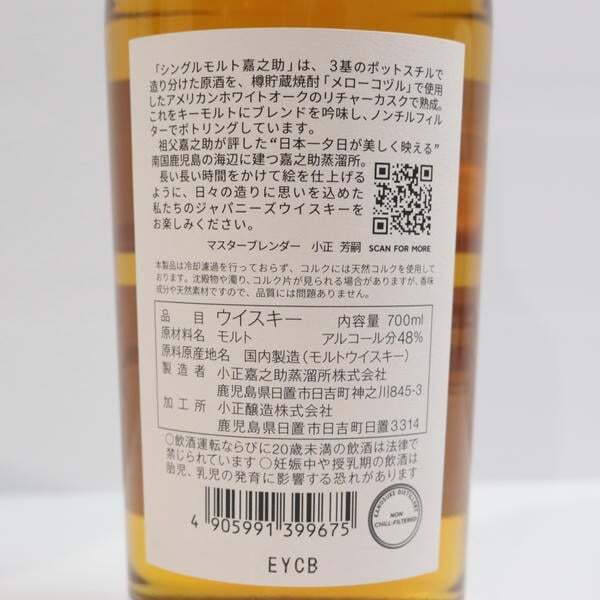 「シングルモルト嘉之助」は、3基のポットスチルで
造り分けた原酒を、樽貯蔵焼酎「メローコヅル」で使用
したアメリカンホワイトオークのリチャーカスクで熟成。
これをキーモルトにブレンドを吟味し、ノンチルフィル
ターでボトリングしています。
祖父嘉之助が評した“日本一夕日が美しく映える”
南国鹿児島の海辺に建つ嘉之助蒸溜所。
長い長い時間をかけて絵を仕上げる
ように、日々の造りに思いを込めた
私たちのジャパニーズウイスキーを
お楽しみください。
マスターブレンダー 小正 芳嗣 SCAN FOR MORE
本製品は冷却濾過を行っておらず、コルクには天然コルクを使用して
おります。沈殿物や濁り、コルク片が見られる場合がありますが、香味
成分や天然素材ですので、品質には問題ありません。
品目 ウイスキー 内容量 700ml
原材料名 モルト アルコール分48%
原料原産地名 国内製造(モルトウイスキー)
製造者 小正嘉之助蒸溜所株式会社
鹿児島県日置市日吉町神之川845-3
加工所 小正醸造株式会社
鹿児島県日置市日吉町日置3314
○飲酒運転ならびに20歳未満の飲酒は法律で
禁じられています ○妊娠中や授乳期の飲酒は
胎児、乳児の発育に影響する恐れがあります
4 905991 399675
KANOSUKE DISTILLERY
NON
CHILL-FILTERED
EYCB